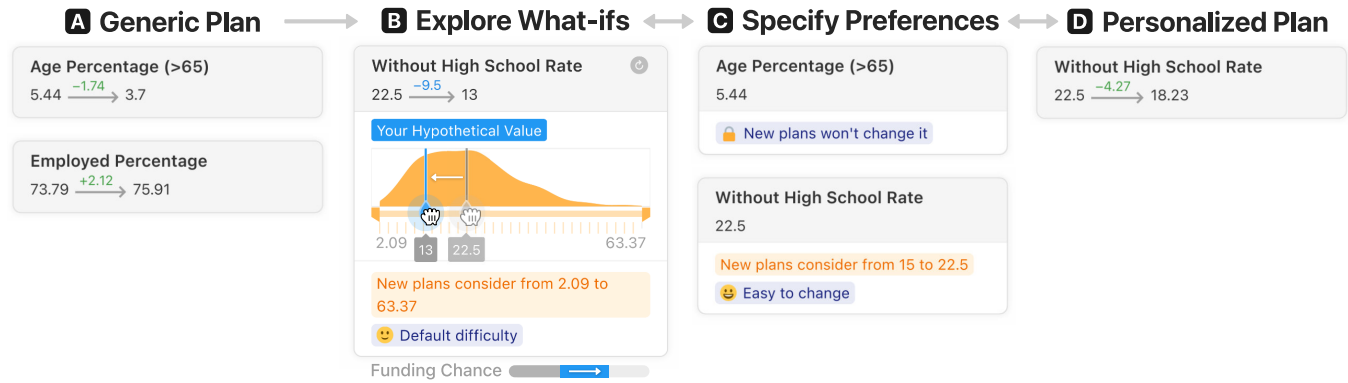 A Generic Plan
Age Percentage (>65)
−1.74
5.44 3.7
Employed Percentage
+2.12
73.79 75.91
B Explore What-ifs
Without High School Rate
−9.5
22.5 13
Your Hypothetical Value
2.09 13 22.5 63.37
New plans consider from 2.09 to
63.37
Default difficulty
Funding Chance
C Specify Preferences
Age Percentage (>65)
5.44
New plans won't change it
Without High School Rate
22.5
New plans consider from 15 to 22.5
Easy to change
D Personalized Plan
Without High School Rate
−4.27
22.5 18.23